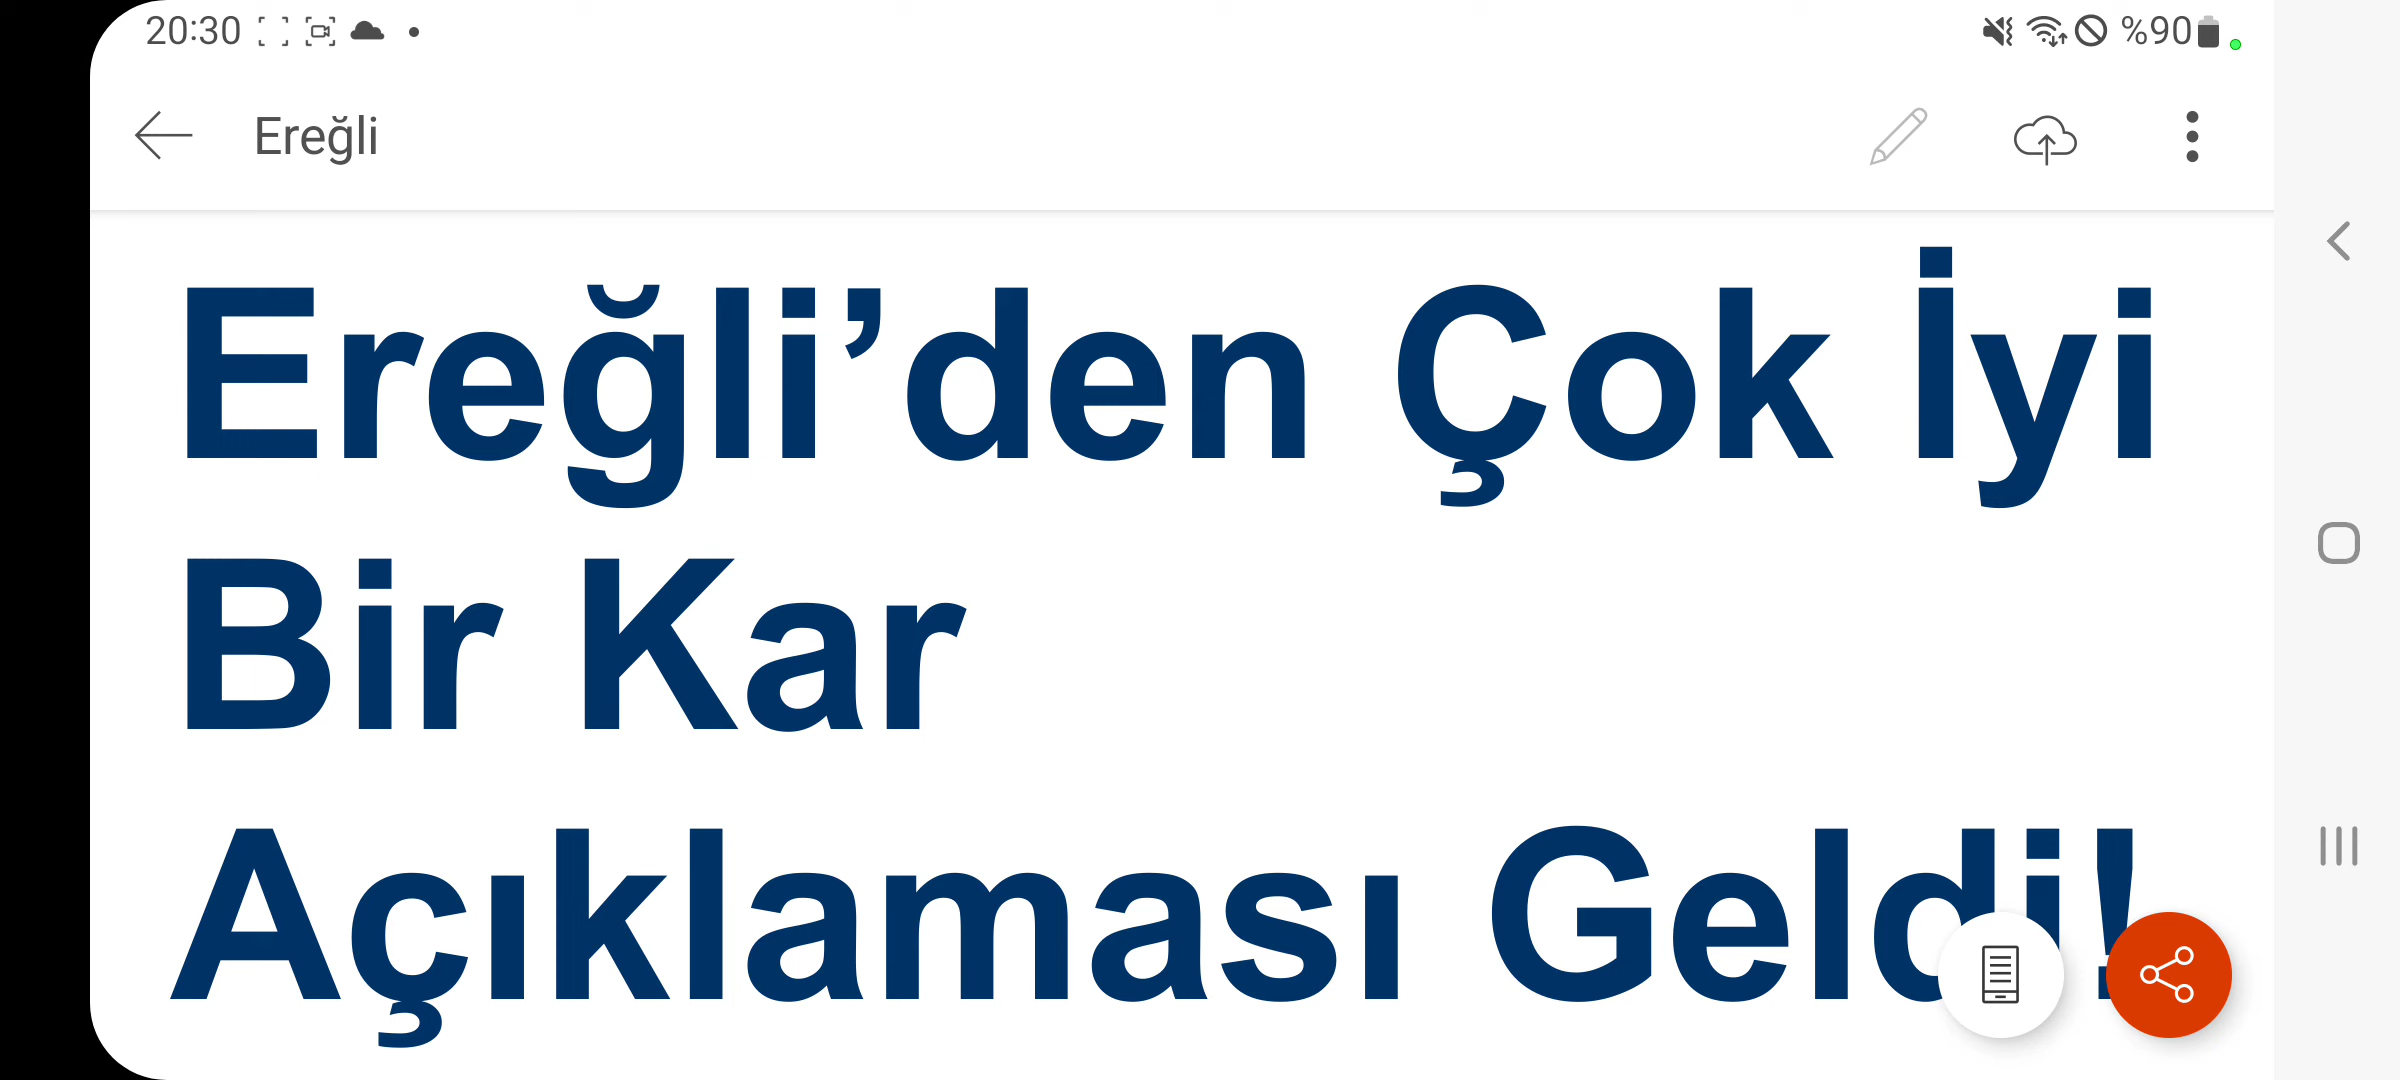 20:30 %90
Ereğli
Ereğli’den Çok İyi
Bir Kar
Açıklaması Geldi!